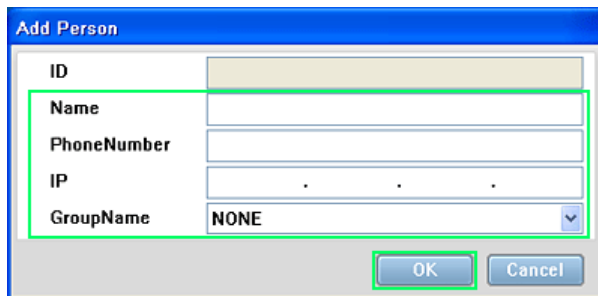 Add Person
ID
Name
PhoneNumber
IP . . .
GroupName NONE
OK Cancel